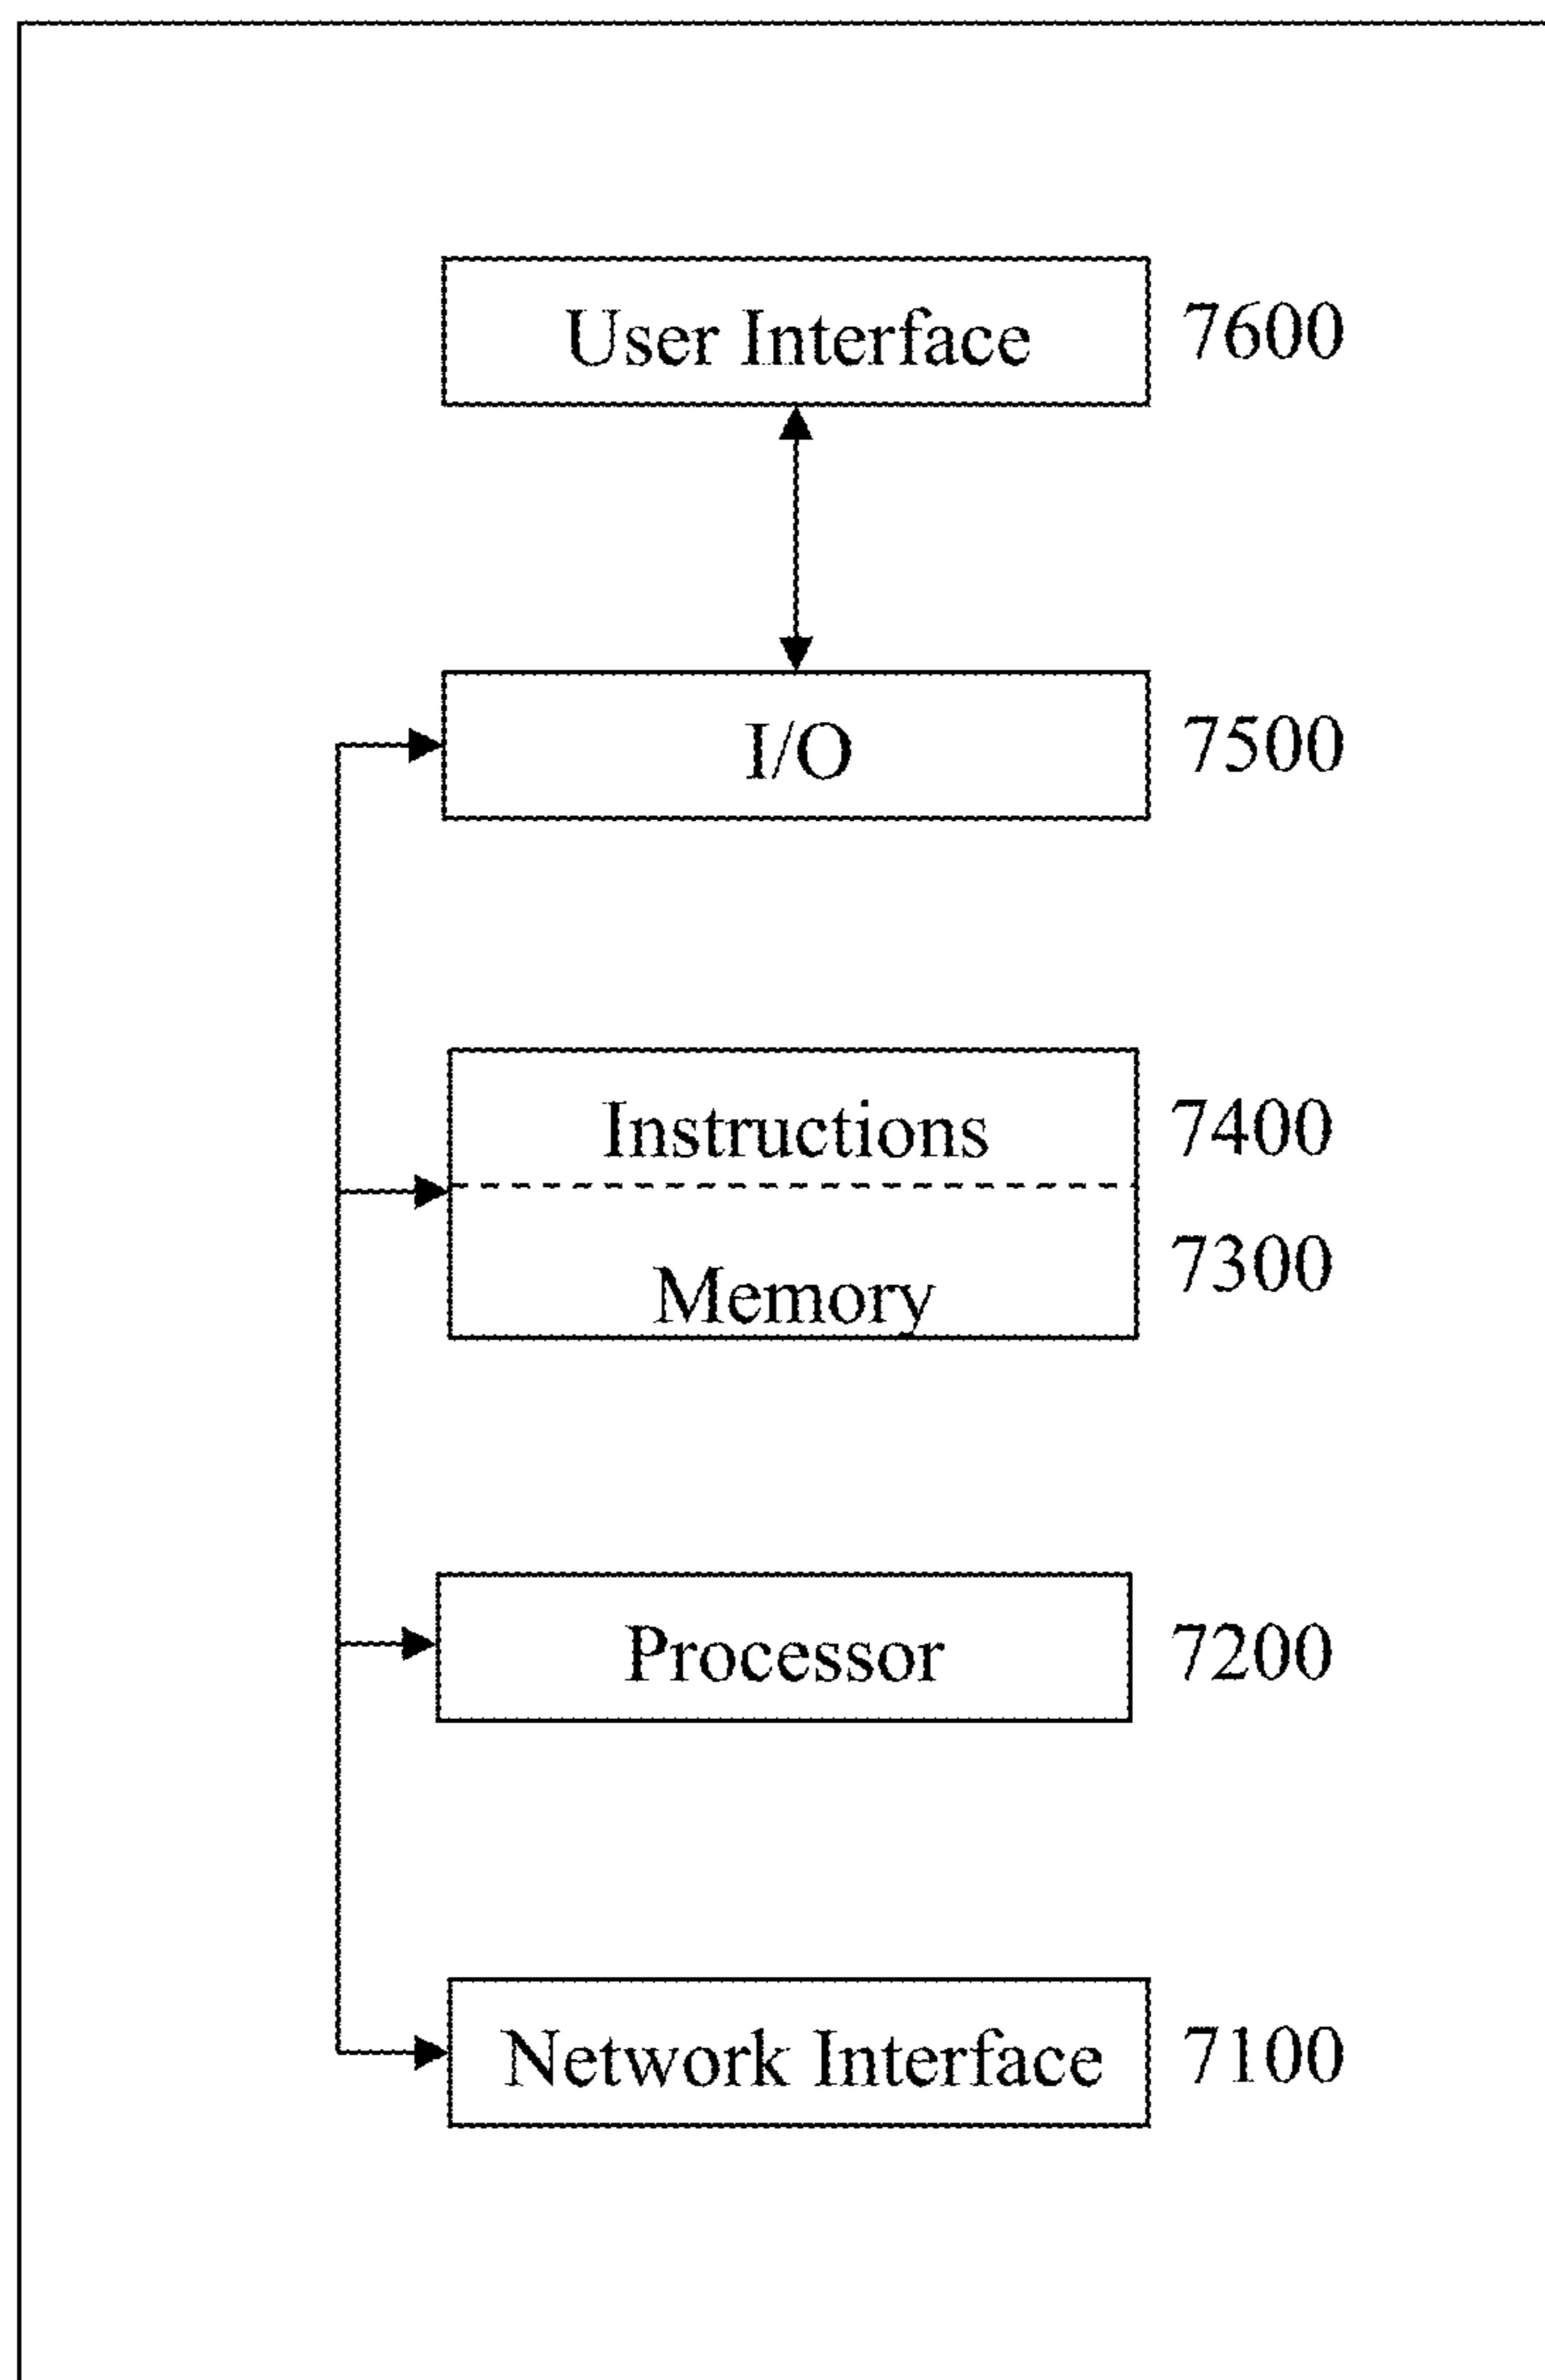 User Interface 7600
I/O 7500
Instructions 7400
Memory 7300
Processor 7200
Network Interface 7100